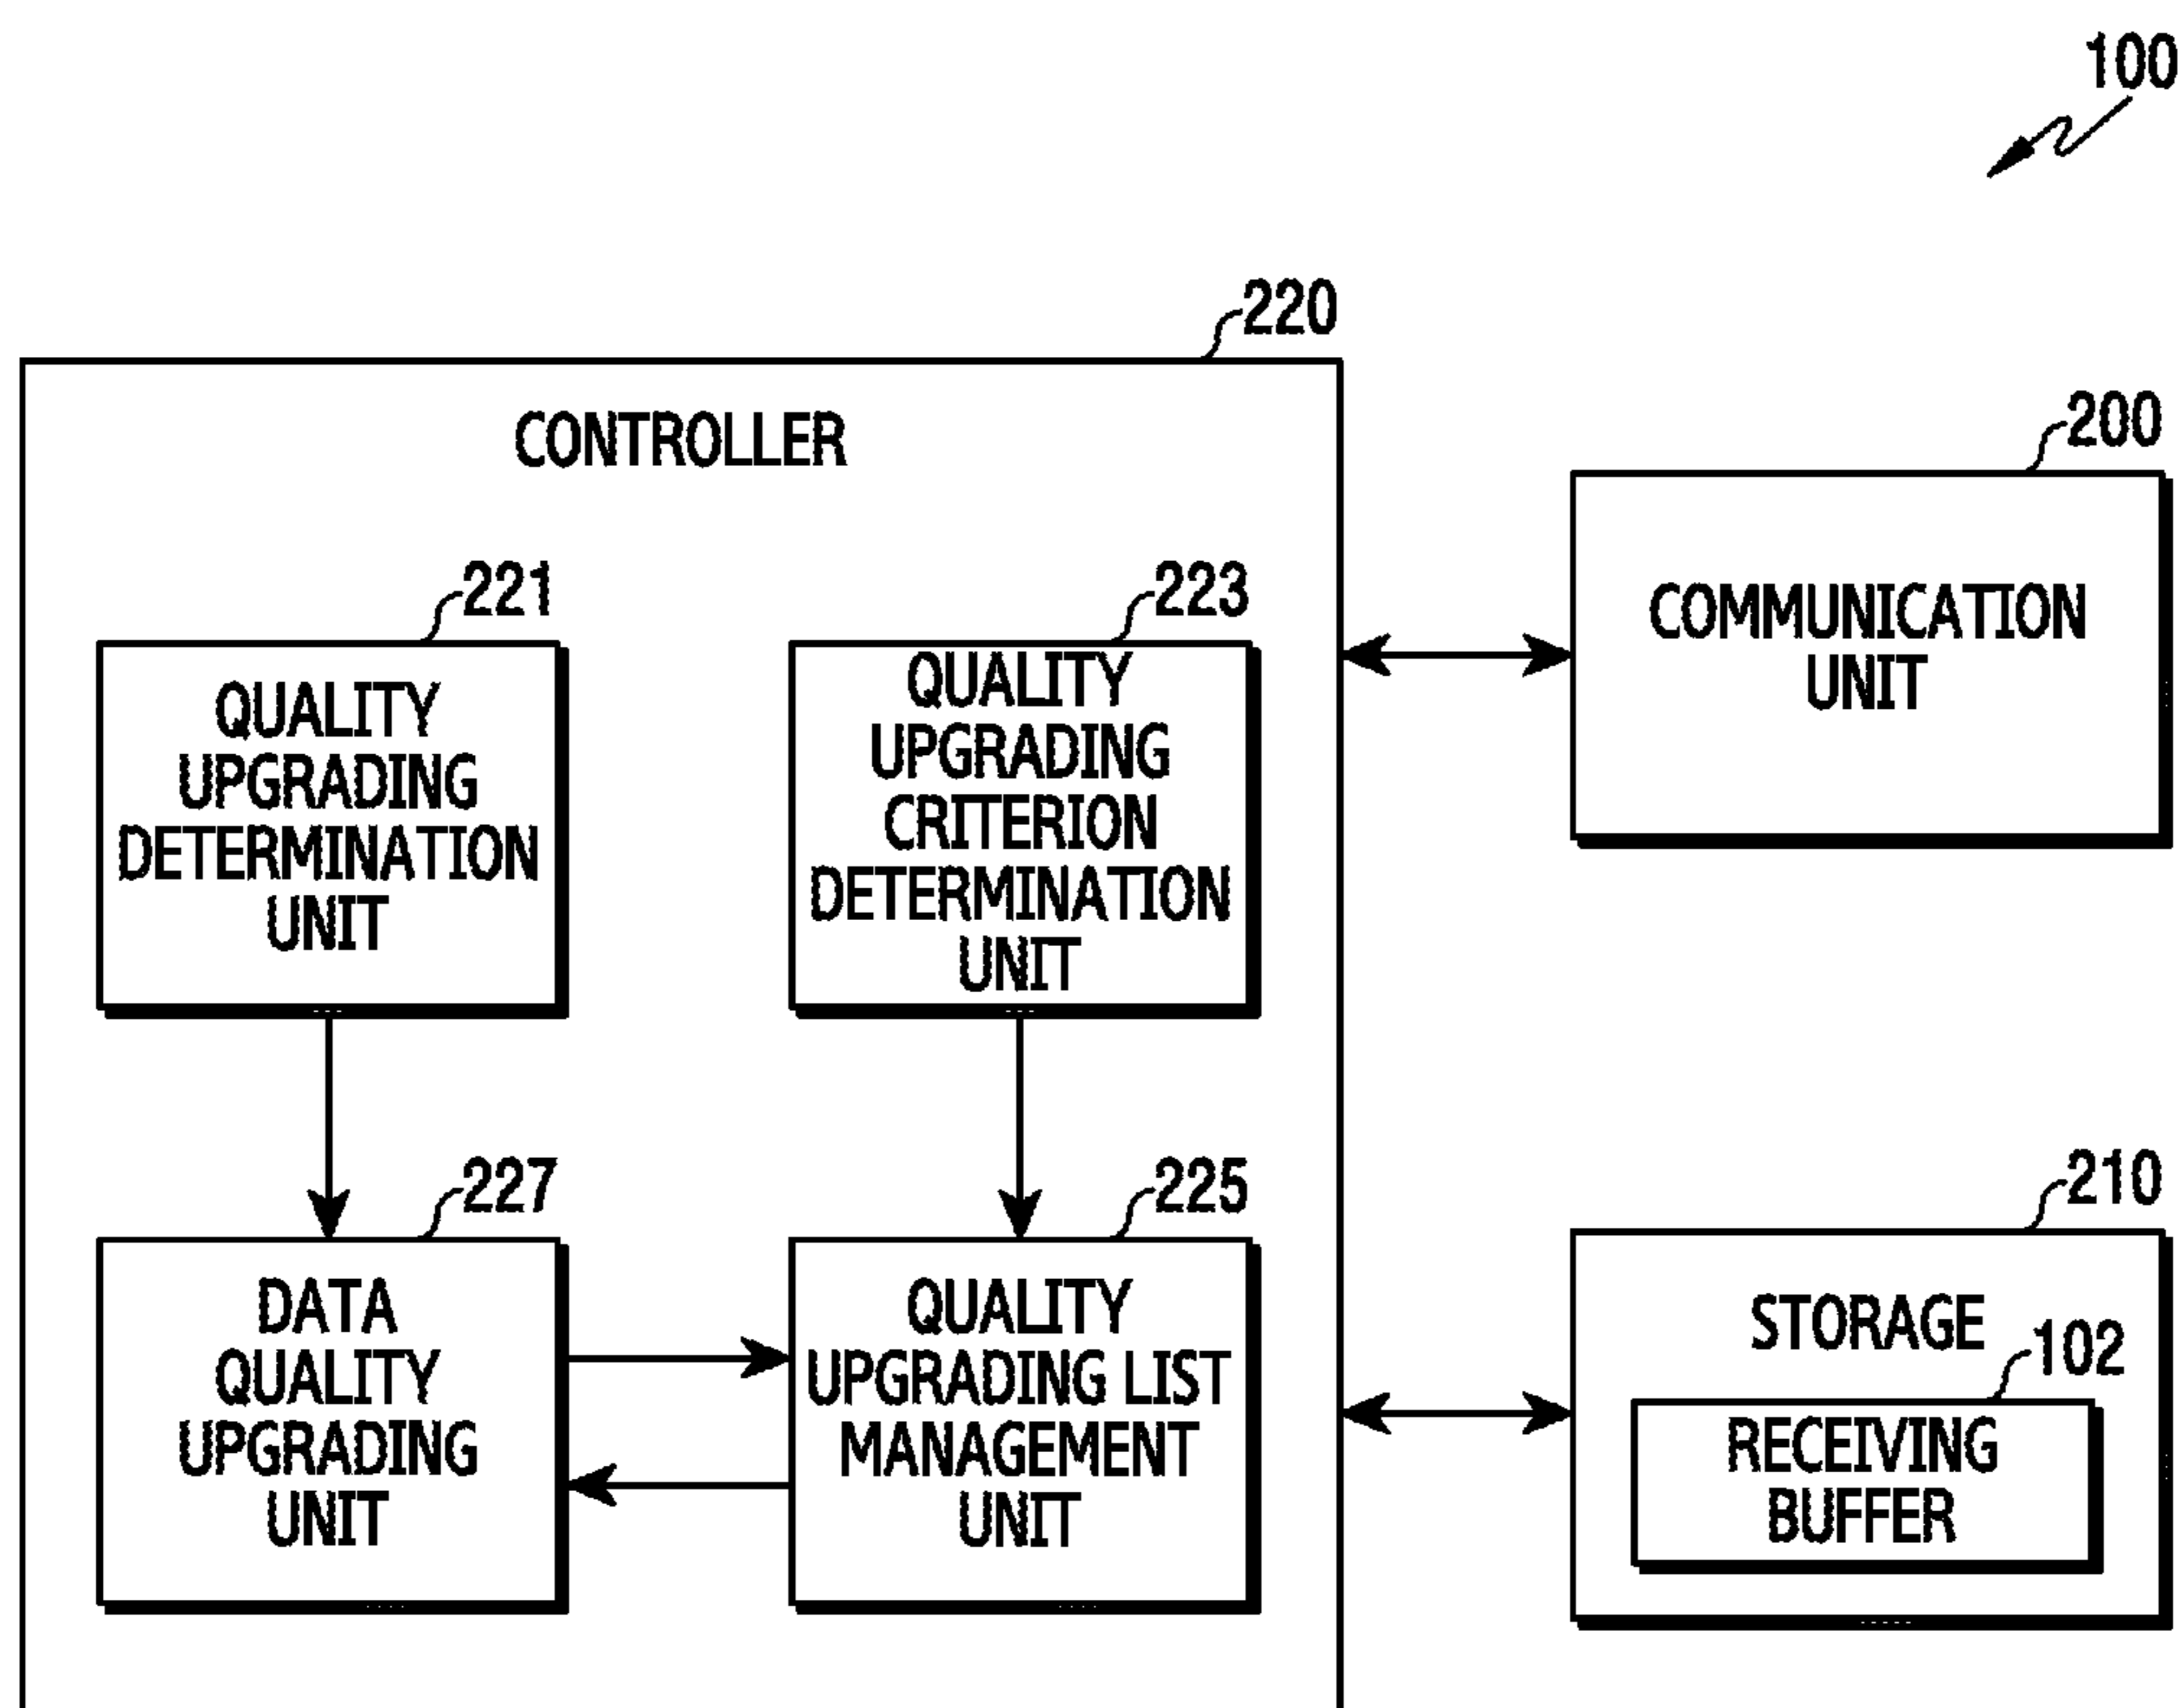 100
220
CONTROLLER
200
COMMUNICATION
UNIT
221
QUALITY
UPGRADING
DETERMINATION
UNIT
223
QUALITY
UPGRADING
CRITERION
DETERMINATION
UNIT
227
DATA
QUALITY
UPGRADING
UNIT
225
QUALITY
UPGRADING LIST
MANAGEMENT
UNIT
210
STORAGE
102
RECEIVING
BUFFER